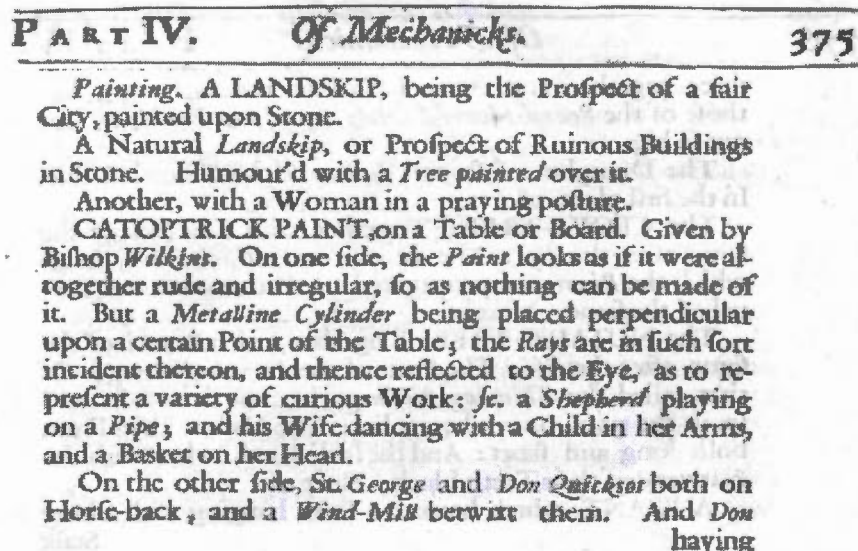 PART IV. Of Mechanicks. 375
Painting. A LANDSKIP, being the Proſpect of a fair
City, painted upon Stone.
A Natural Landſkip, or Proſpect of Ruinous Buildings
in Stone. Humour'd with a Tree painted over it.
Another, with a Woman in a praying poſture.
CATOPTRICK PAINT, on a Table or Board. Given by
Biſhop Wilkins. On one ſide, the Paint looks as if it were al-
together rude and irregular, ſo as nothing can be made of
it. But a Metalline Cylinder being placed perpendicular
upon a certain Point of the Table; the Rays are in ſuch ſort
incident thereon, and thence reflected to the Eye, as to re-
preſent a variety of curious Work: ſc. a Shepherd playing
on a Pipe; and his Wife dancing with a Child in her Arms,
and a Basket on her Head.
On the other ſide, St. George and Don Quickſot both on
Horſe-back, and a Wind-Mill betwixt them. And Don
having